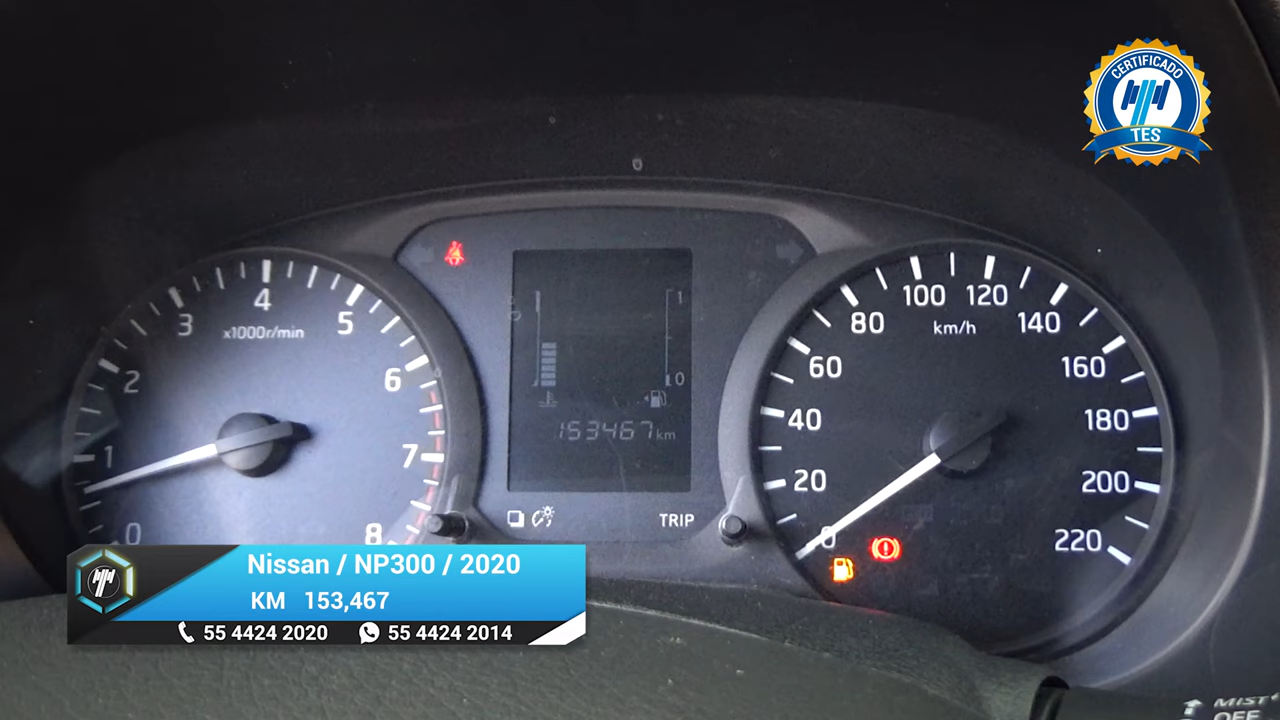 CERTIFICADO
TES
0
1
2
3
4
5
6
7
8
x1000r/min
1
0
153467km
TRIP
0
20
40
60
80
100
120
140
160
180
200
220
km/h
Nissan / NP300 / 2020
KM 153,467
55 4424 2020 55 4424 2014
MIST
OFF